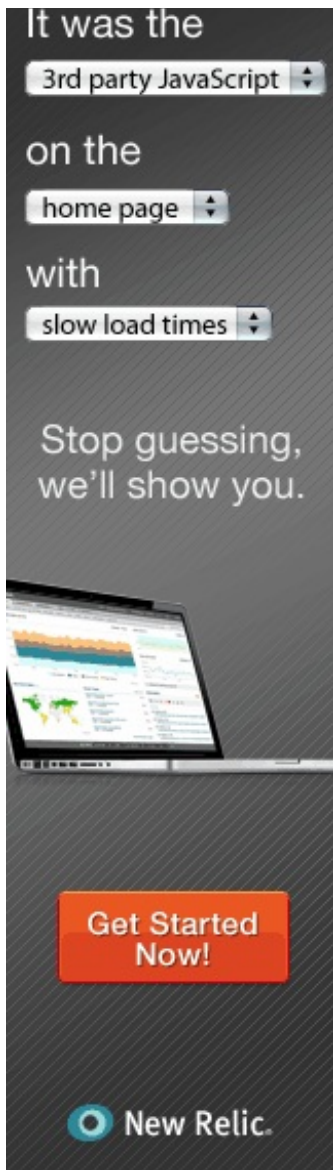 It was the
3rd party JavaScript
on the
home page
with
slow load times
Stop guessing,
we'll show you.
Get Started
Now!
New Relic.